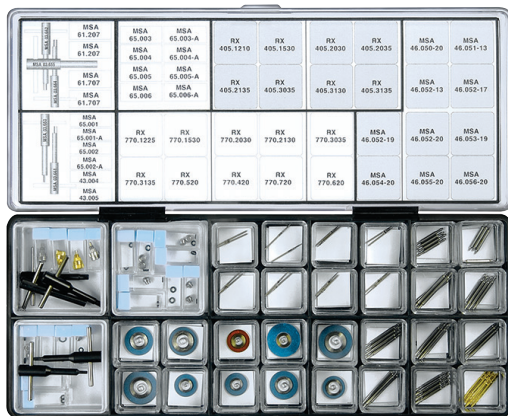 MSA 33.052
MSA 33.053
MSA
61.207
MSA
61.207
MSA
61.707
MSA
61.707
MSA
65.003
MSA
65.004
MSA
65.005
MSA
65.006
MSA
65.003-A
MSA
65.004-A
MSA
65.005-A
MSA
65.006-A
RX
405.1210
RX
405.1530
RX
405.2030
RX
405.2035
MSA
46.050-20
MSA
46.051-13
RX
405.2135
RX
405.3035
RX
405.3130
RX
405.3135
MSA
46.052-13
MSA
46.052-17
MSA
65.001
MSA
65.001-A
MSA
65.002
MSA
65.002-A
MSA
43.004
MSA
43.005
RX
770.1225
RX
770.1530
RX
770.2030
RX
770.2130
RX
770.3035
MSA
46.052-19
MSA
46.052-20
MSA
46.053-19
RX
770.3135
RX
770.520
RX
770.420
RX
770.720
RX
770.620
MSA
46.054-20
MSA
46.055-20
MSA
46.056-20